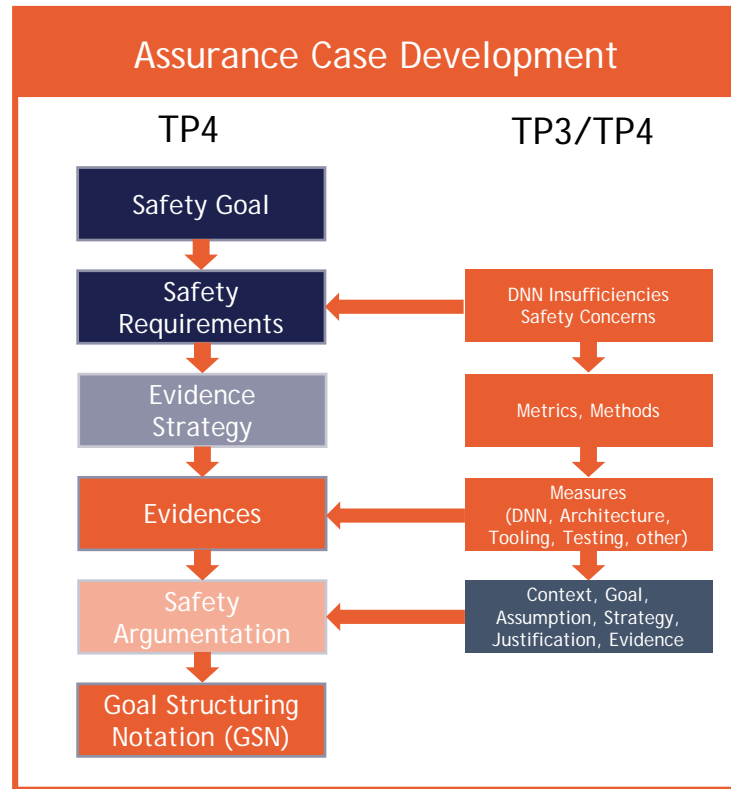 Assurance Case Development
TP4
TP3/TP4
Safety Goal
Safety
Requirements
DNN Insufficiencies
Safety Concerns
Evidence
Strategy
Metrics, Methods
Evidences
Measures
(DNN, Architecture,
Tooling, Testing, other)
Safety
Argumentation
Context, Goal,
Assumption, Strategy,
Justification, Evidence
Goal Structuring
Notation (GSN)